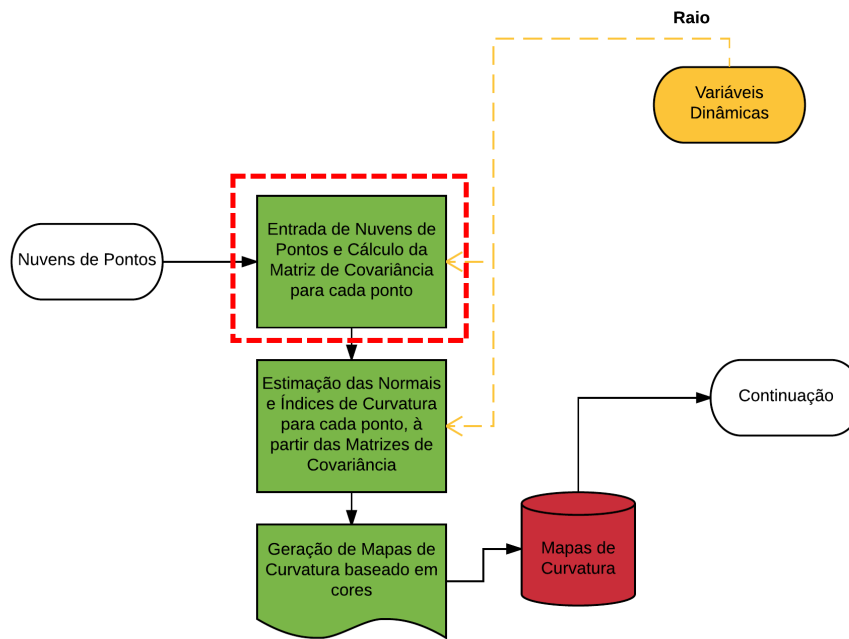 Raio
Variáveis
Dinâmicas
Nuvens de Pontos
Entrada de Nuvens de
Pontos e Cálculo da
Matriz de Covariância
para cada ponto
Estimação das Normais
e Índices de Curvatura
para cada ponto, à
partir das Matrizes de
Covariância
Continuação
Geração de Mapas de
Curvatura baseado em
cores
Mapas de
Curvatura